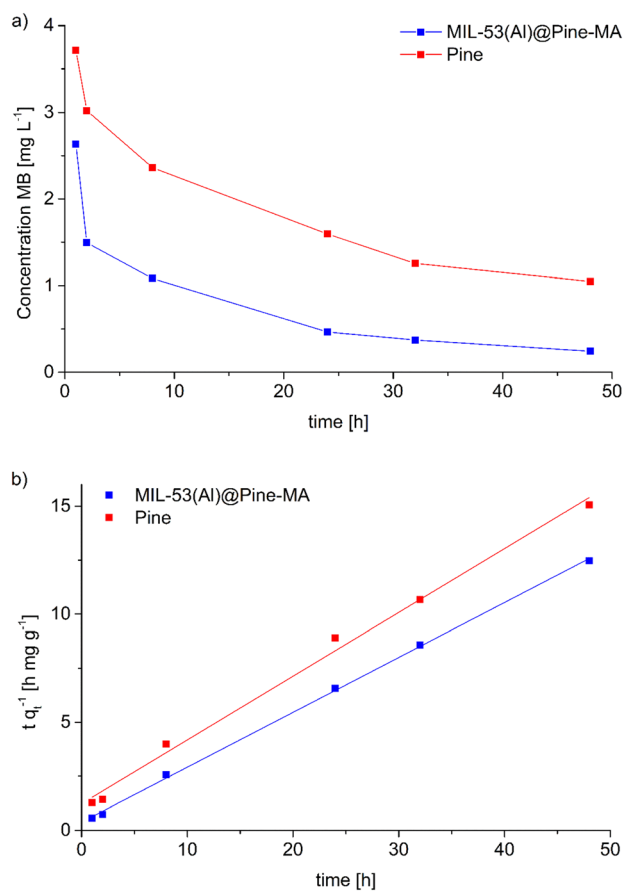 a)
4
3
2
1
0
Concentration MB [mg L⁻¹]
MIL-53(Al)@Pine-MA
Pine
0
10
20
30
40
50
time [h]
b)
15
10
5
0
t qₜ⁻¹ [h mg g⁻¹]
MIL-53(Al)@Pine-MA
Pine
0
10
20
30
40
50
time [h]